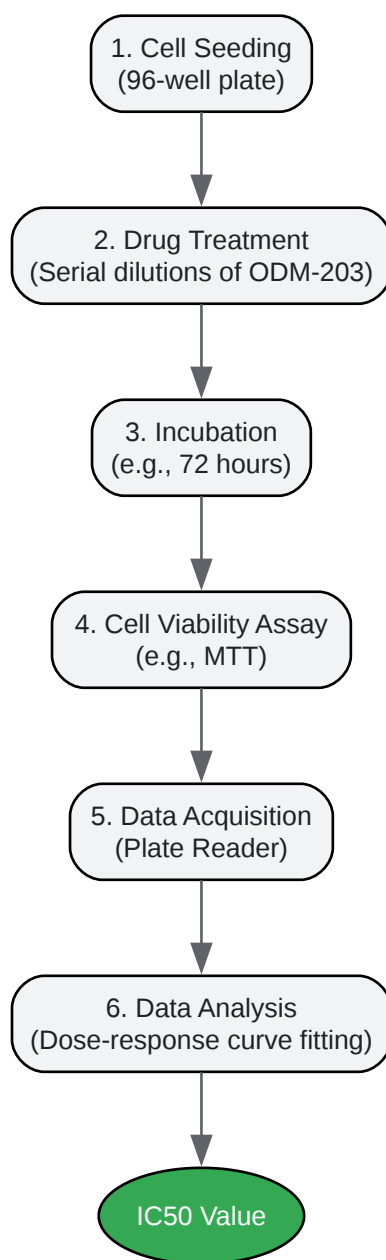 1. Cell Seeding
(96-well plate)
2. Drug Treatment
(Serial dilutions of ODM-203)
3. Incubation
(e.g., 72 hours)
4. Cell Viability Assay
(e.g., MTT)
5. Data Acquisition
(Plate Reader)
6. Data Analysis
(Dose-response curve fitting)
IC50 Value